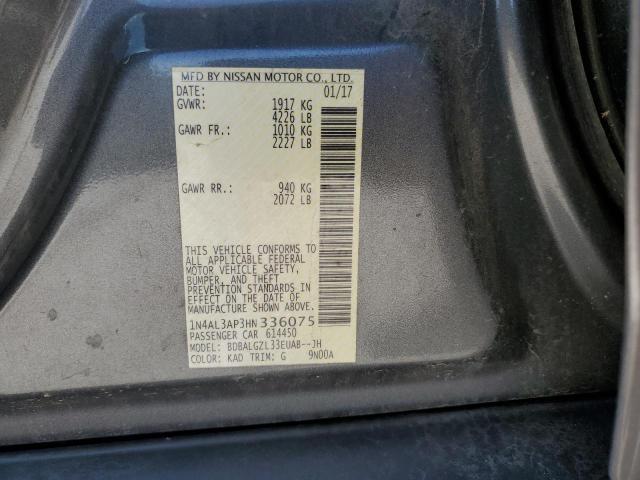 MFD BY NISSAN MOTOR CO., LTD.
DATE: 01/17
GVWR: 1917 KG
4226 LB
GAWR FR.: 1010 KG
2227 LB
GAWR RR.: 940 KG
2072 LB
THIS VEHICLE CONFORMS TO
ALL APPLICABLE FEDERAL
MOTOR VEHICLE SAFETY,
BUMPER, AND THEFT
PREVENTION STANDARDS IN
EFFECT ON THE DATE OF
MANUFACTURE SHOWN ABOVE.
1N4AL3AP3HN336075
PASSENGER CAR 614450
MODEL: BDBALGZL33EUAB--JH
COLOR: KAD TRIM: G 9N00A